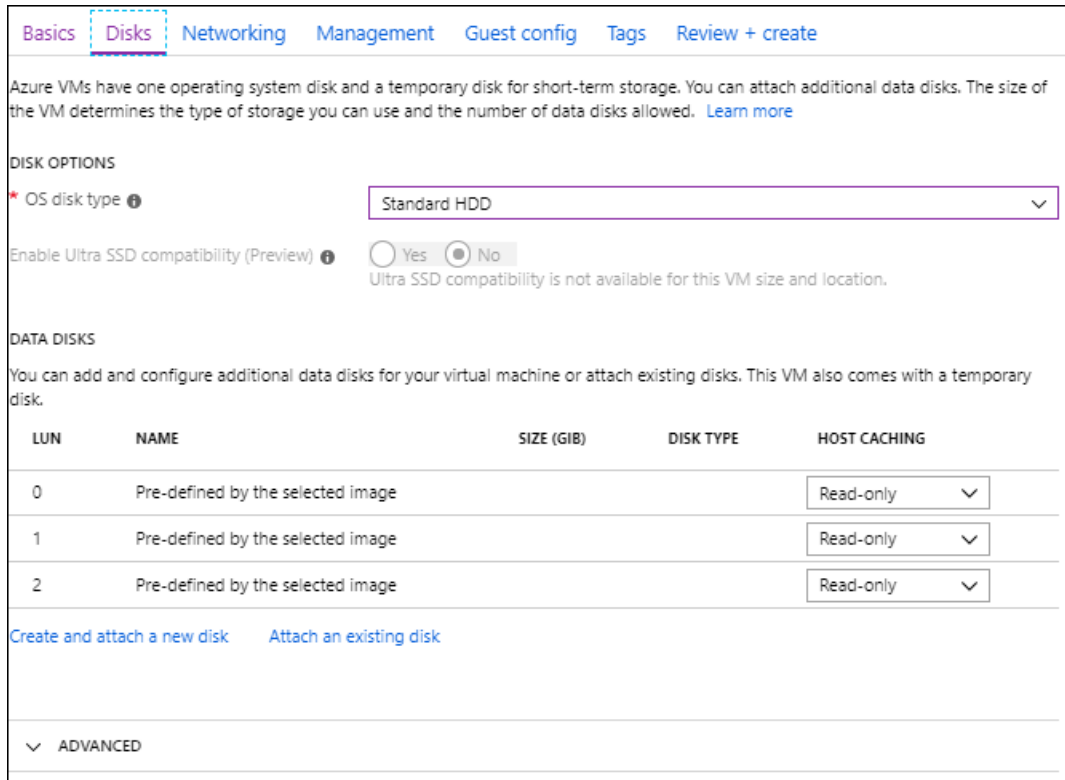 Basics Disks Networking Management Guest config Tags Review + create
Azure VMs have one operating system disk and a temporary disk for short-term storage. You can attach additional data disks. The size of
the VM determines the type of storage you can use and the number of data disks allowed. Learn more
DISK OPTIONS
* OS disk type Standard HDD
Enable Ultra SSD compatibility (Preview) Yes No
Ultra SSD compatibility is not available for this VM size and location.
DATA DISKS
You can add and configure additional data disks for your virtual machine or attach existing disks. This VM also comes with a temporary
disk.
LUN NAME SIZE (GIB) DISK TYPE HOST CACHING
0 Pre-defined by the selected image Read-only
1 Pre-defined by the selected image Read-only
2 Pre-defined by the selected image Read-only
Create and attach a new disk Attach an existing disk
ADVANCED